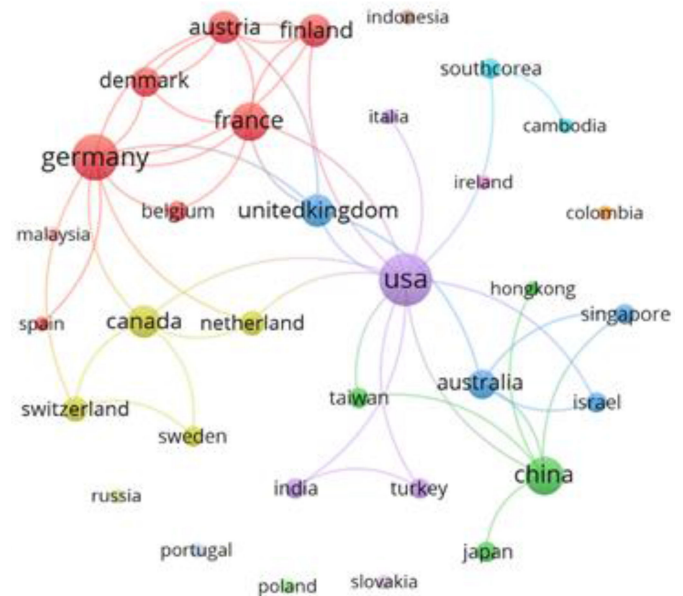 indonesia
austria
finland
southcorea
denmark
italia
france
cambodia
germany
ireland
belgium
unitedkingdom
colombia
malaysia
usa
hongkong
singapore
spain
canada
netherland
australia
taiwan
israel
switzerland
sweden
china
india
turkey
russia
portugal
japan
slovakia
poland